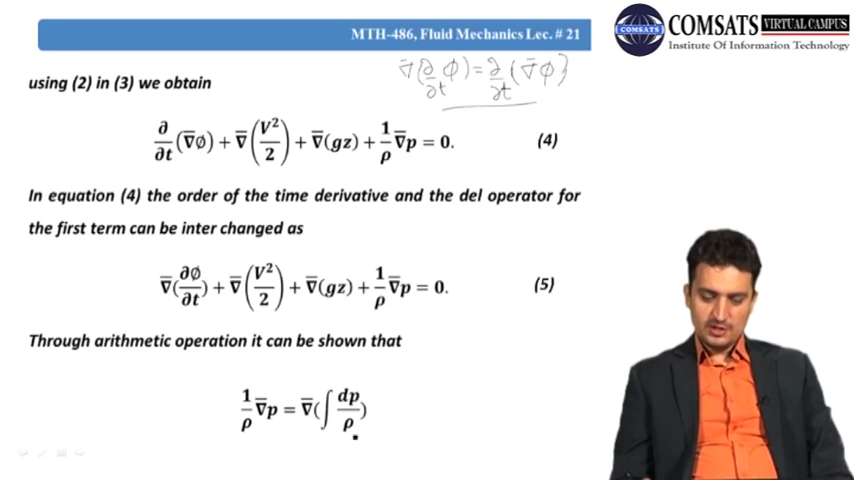 MTH-486, Fluid Mechanics Lec. # 21
COMSATS VIRTUAL CAMPUS
Institute Of Information Technology
∇̅(∂/∂t ∅) = ∂/∂t (∇̅∅)
using (2) in (3) we obtain
∂/∂t (∇̅∅) + ∇̅(V²/2) + ∇̅(gz) + 1/ρ ∇̅p = 0. (4)
In equation (4) the order of the time derivative and the del operator for
the first term can be inter changed as
∇̅(∂∅/∂t) + ∇̅(V²/2) + ∇̅(gz) + 1/ρ ∇̅p = 0. (5)
Through arithmetic operation it can be shown that
1/ρ ∇̅p = ∇̅(∫ dp/ρ)